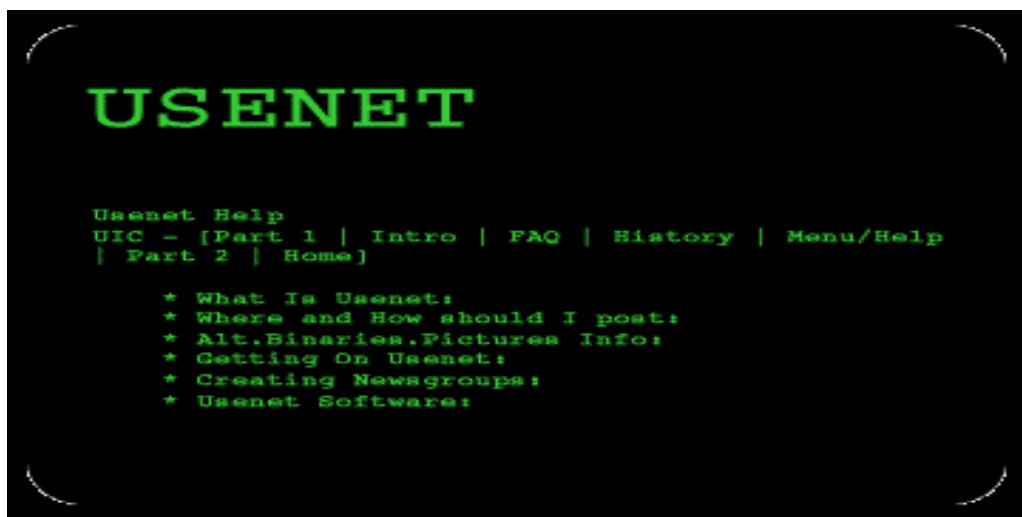 USENET
Usenet Help
UIC - [Part 1 | Intro | FAQ | History | Menu/Help
| Part 2 | Home]
* What Is Usenet:
* Where and How should I post:
* Alt.Binaries.Pictures Info:
* Getting On Usenet:
* Creating Newsgroups:
* Usenet Software: